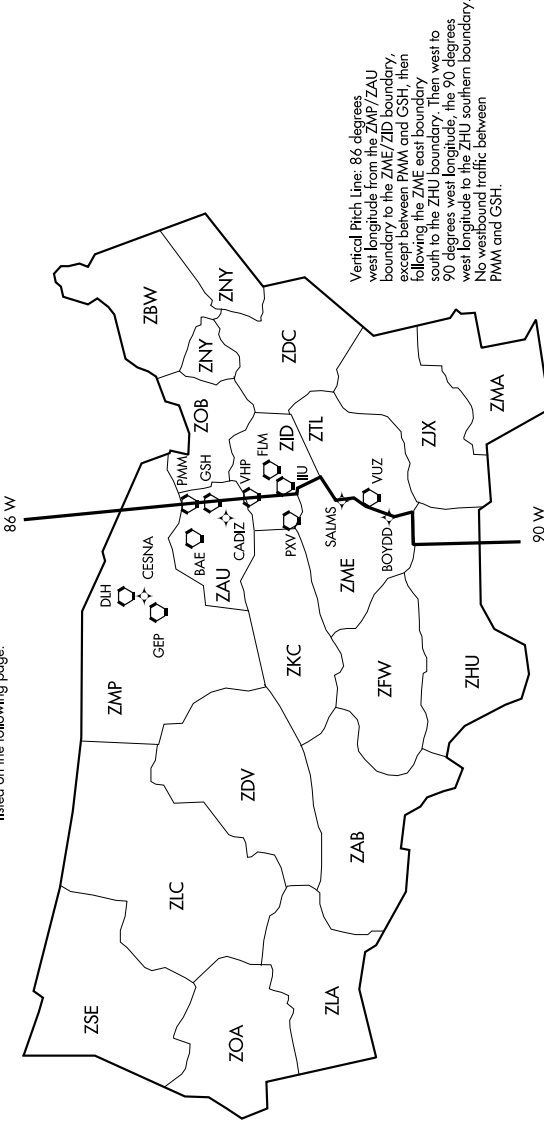 listed on the following page.
86 W
Vertical Pitch Line: 86 degrees
west longitude from the ZMP/ZAU
boundary to the ZME/ZID boundary,
except between PMM and GSH, then
following the ZME east boundary
south to the ZHU boundary. Then west to
90 degrees west longitude, the 90 degrees
west longitude to the ZHU southern boundary.
No westbound traffic between
PMM and GSH.
ZSE
ZLC
ZMP
DLH
CESNA
GEP
ZBW
ZNY
ZNY
ZOB
PMM
GSH
BAE
ZAU
CADIZ
VHP
FLM
ZID
IIU
ZDC
ZOA
ZDV
ZKC
PXV
ZTL
SALMS
ZME
VUZ
BOYDD
ZLA
ZAB
ZFW
ZHU
ZJX
ZMA
90 W